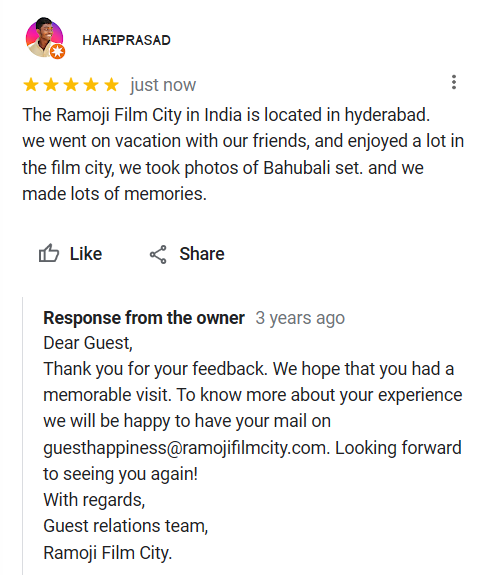 HARIPRASAD
just now
The Ramoji Film City in India is located in hyderabad.
we went on vacation with our friends, and enjoyed a lot in
the film city, we took photos of Bahubali set. and we
made lots of memories.
Like Share
Response from the owner 3 years ago
Dear Guest,
Thank you for your feedback. We hope that you had a
memorable visit. To know more about your experience
we will be happy to have your mail on
guesthappiness@ramojifilmcity.com. Looking forward
to seeing you again!
With regards,
Guest relations team,
Ramoji Film City.